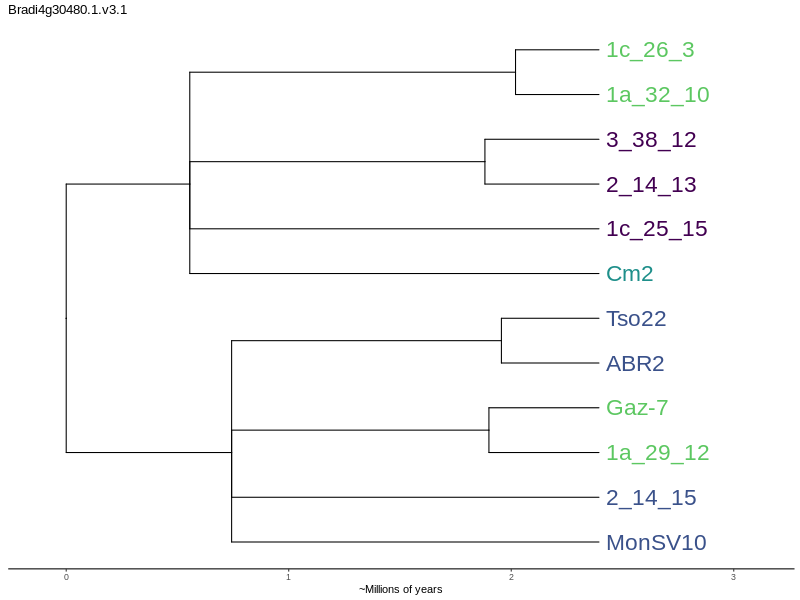 Bradi4g30480.1.v3.1
1c_26_3
1a_32_10
3_38_12
2_14_13
1c_25_15
Cm2
Tso22
ABR2
Gaz-7
1a_29_12
2_14_15
MonSV10
0 1 2 3
~Millions of years